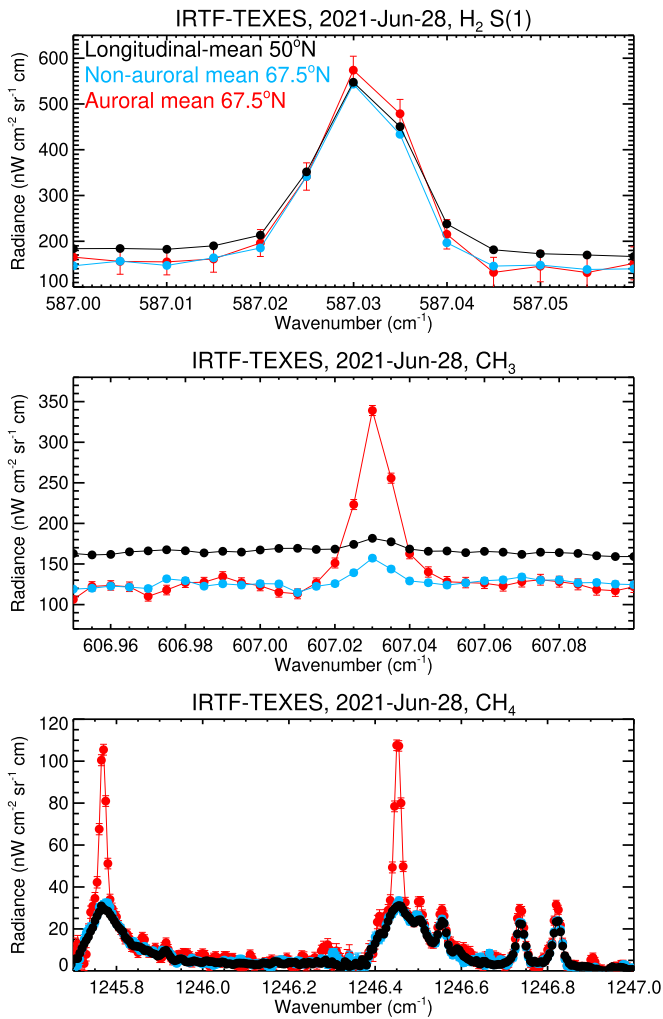 IRTF-TEXES, 2021-Jun-28, H₂ S(1)
Longitudinal-mean 50°N
Non-auroral mean 67.5°N
Auroral mean 67.5°N
Radiance (nW cm⁻² sr⁻¹ cm)
600
500
400
300
200
100
587.00 587.01 587.02 587.03 587.04 587.05
Wavenumber (cm⁻¹)
IRTF-TEXES, 2021-Jun-28, CH₃
Radiance (nW cm⁻² sr⁻¹ cm)
350
300
250
200
150
100
606.96 606.98 607.00 607.02 607.04 607.06 607.08
Wavenumber (cm⁻¹)
IRTF-TEXES, 2021-Jun-28, CH₄
Radiance (nW cm⁻² sr⁻¹ cm)
120
100
80
60
40
20
0
1245.8 1246.0 1246.2 1246.4 1246.6 1246.8 1247.0
Wavenumber (cm⁻¹)